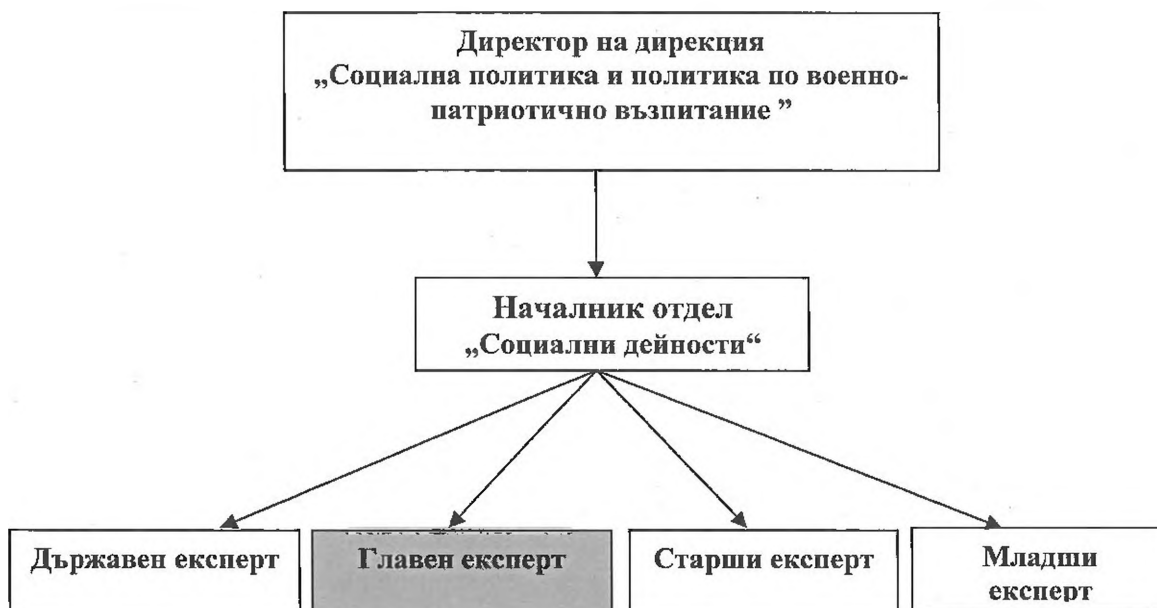 Директор на дирекция
„Социална политика и политика по военно-
патриотично възпитание ”
Началник отдел
„Социални дейности“
Държавен експерт
Главен експерт
Старши експерт
Младши
експерт